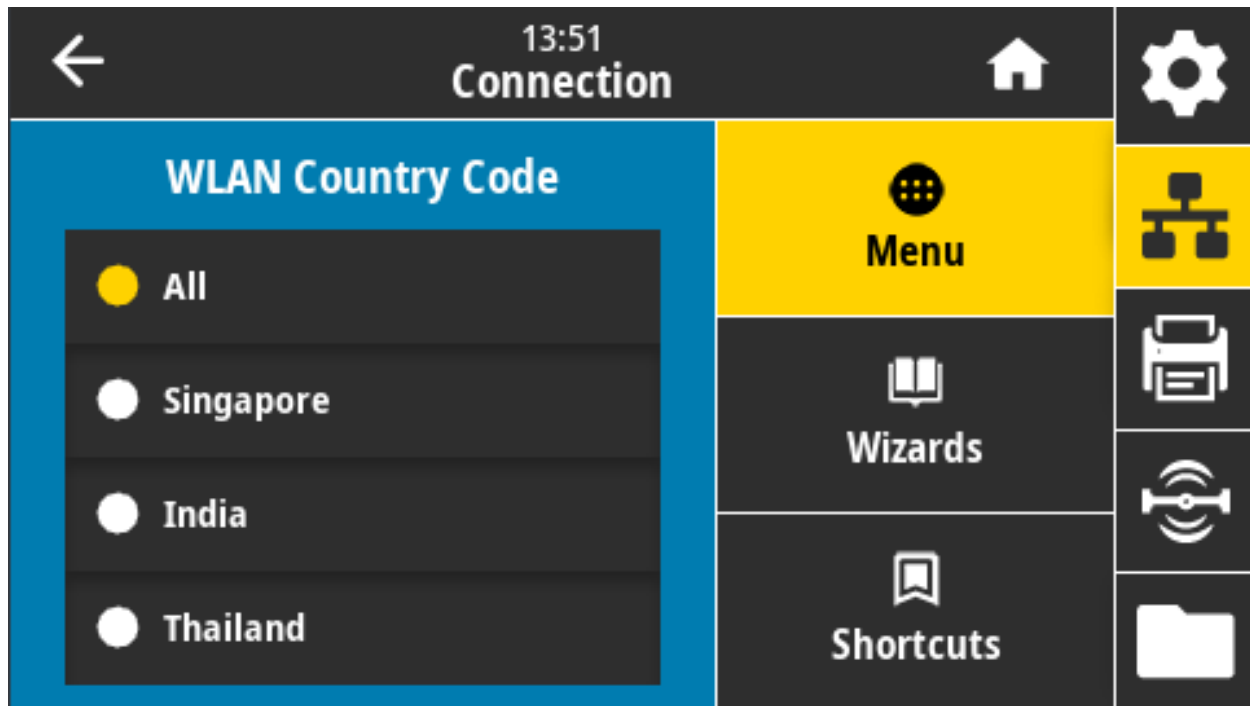 13:51
Connection
WLAN Country Code
All
Singapore
India
Thailand
Menu
Wizards
Shortcuts